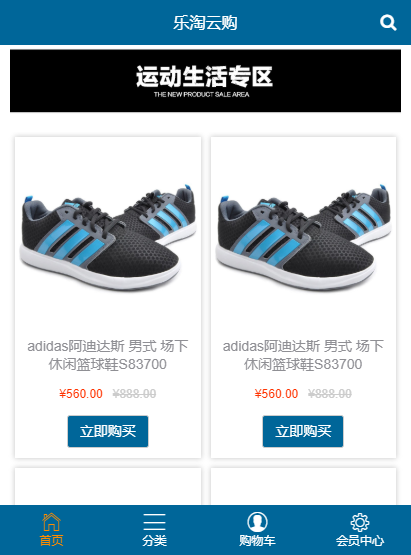 乐淘云购
运动生活专区
THE NEW PRODUCT SALE AREA
adidas阿迪达斯 男式 场下
休闲篮球鞋S83700
¥560.00 ¥888.00
立即购买
adidas阿迪达斯 男式 场下
休闲篮球鞋S83700
¥560.00 ¥888.00
立即购买
首页 分类 购物车 会员中心